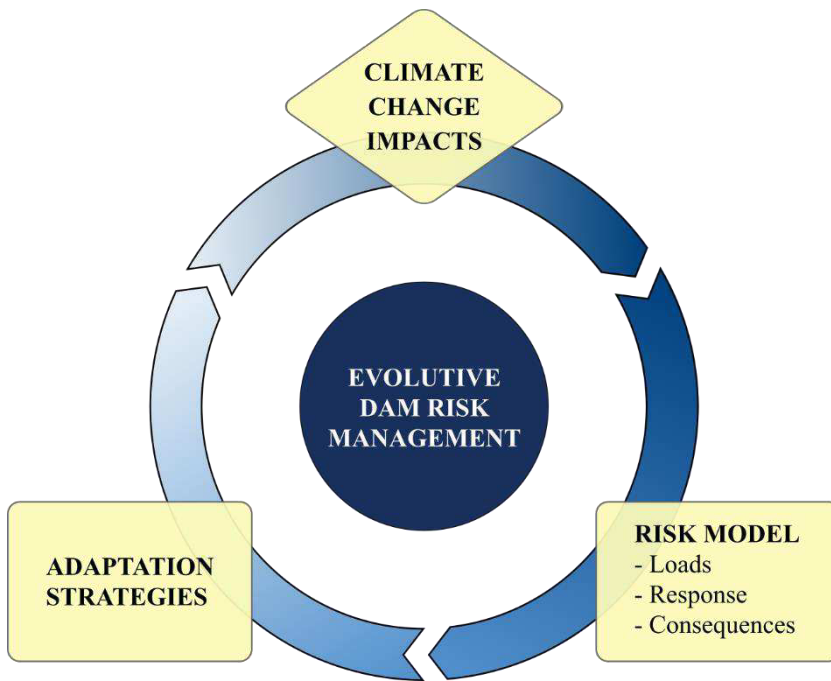 CLIMATE
CHANGE
IMPACTS
EVOLUTIVE
DAM RISK
MANAGEMENT
ADAPTATION
STRATEGIES
RISK MODEL
- Loads
- Response
- Consequences